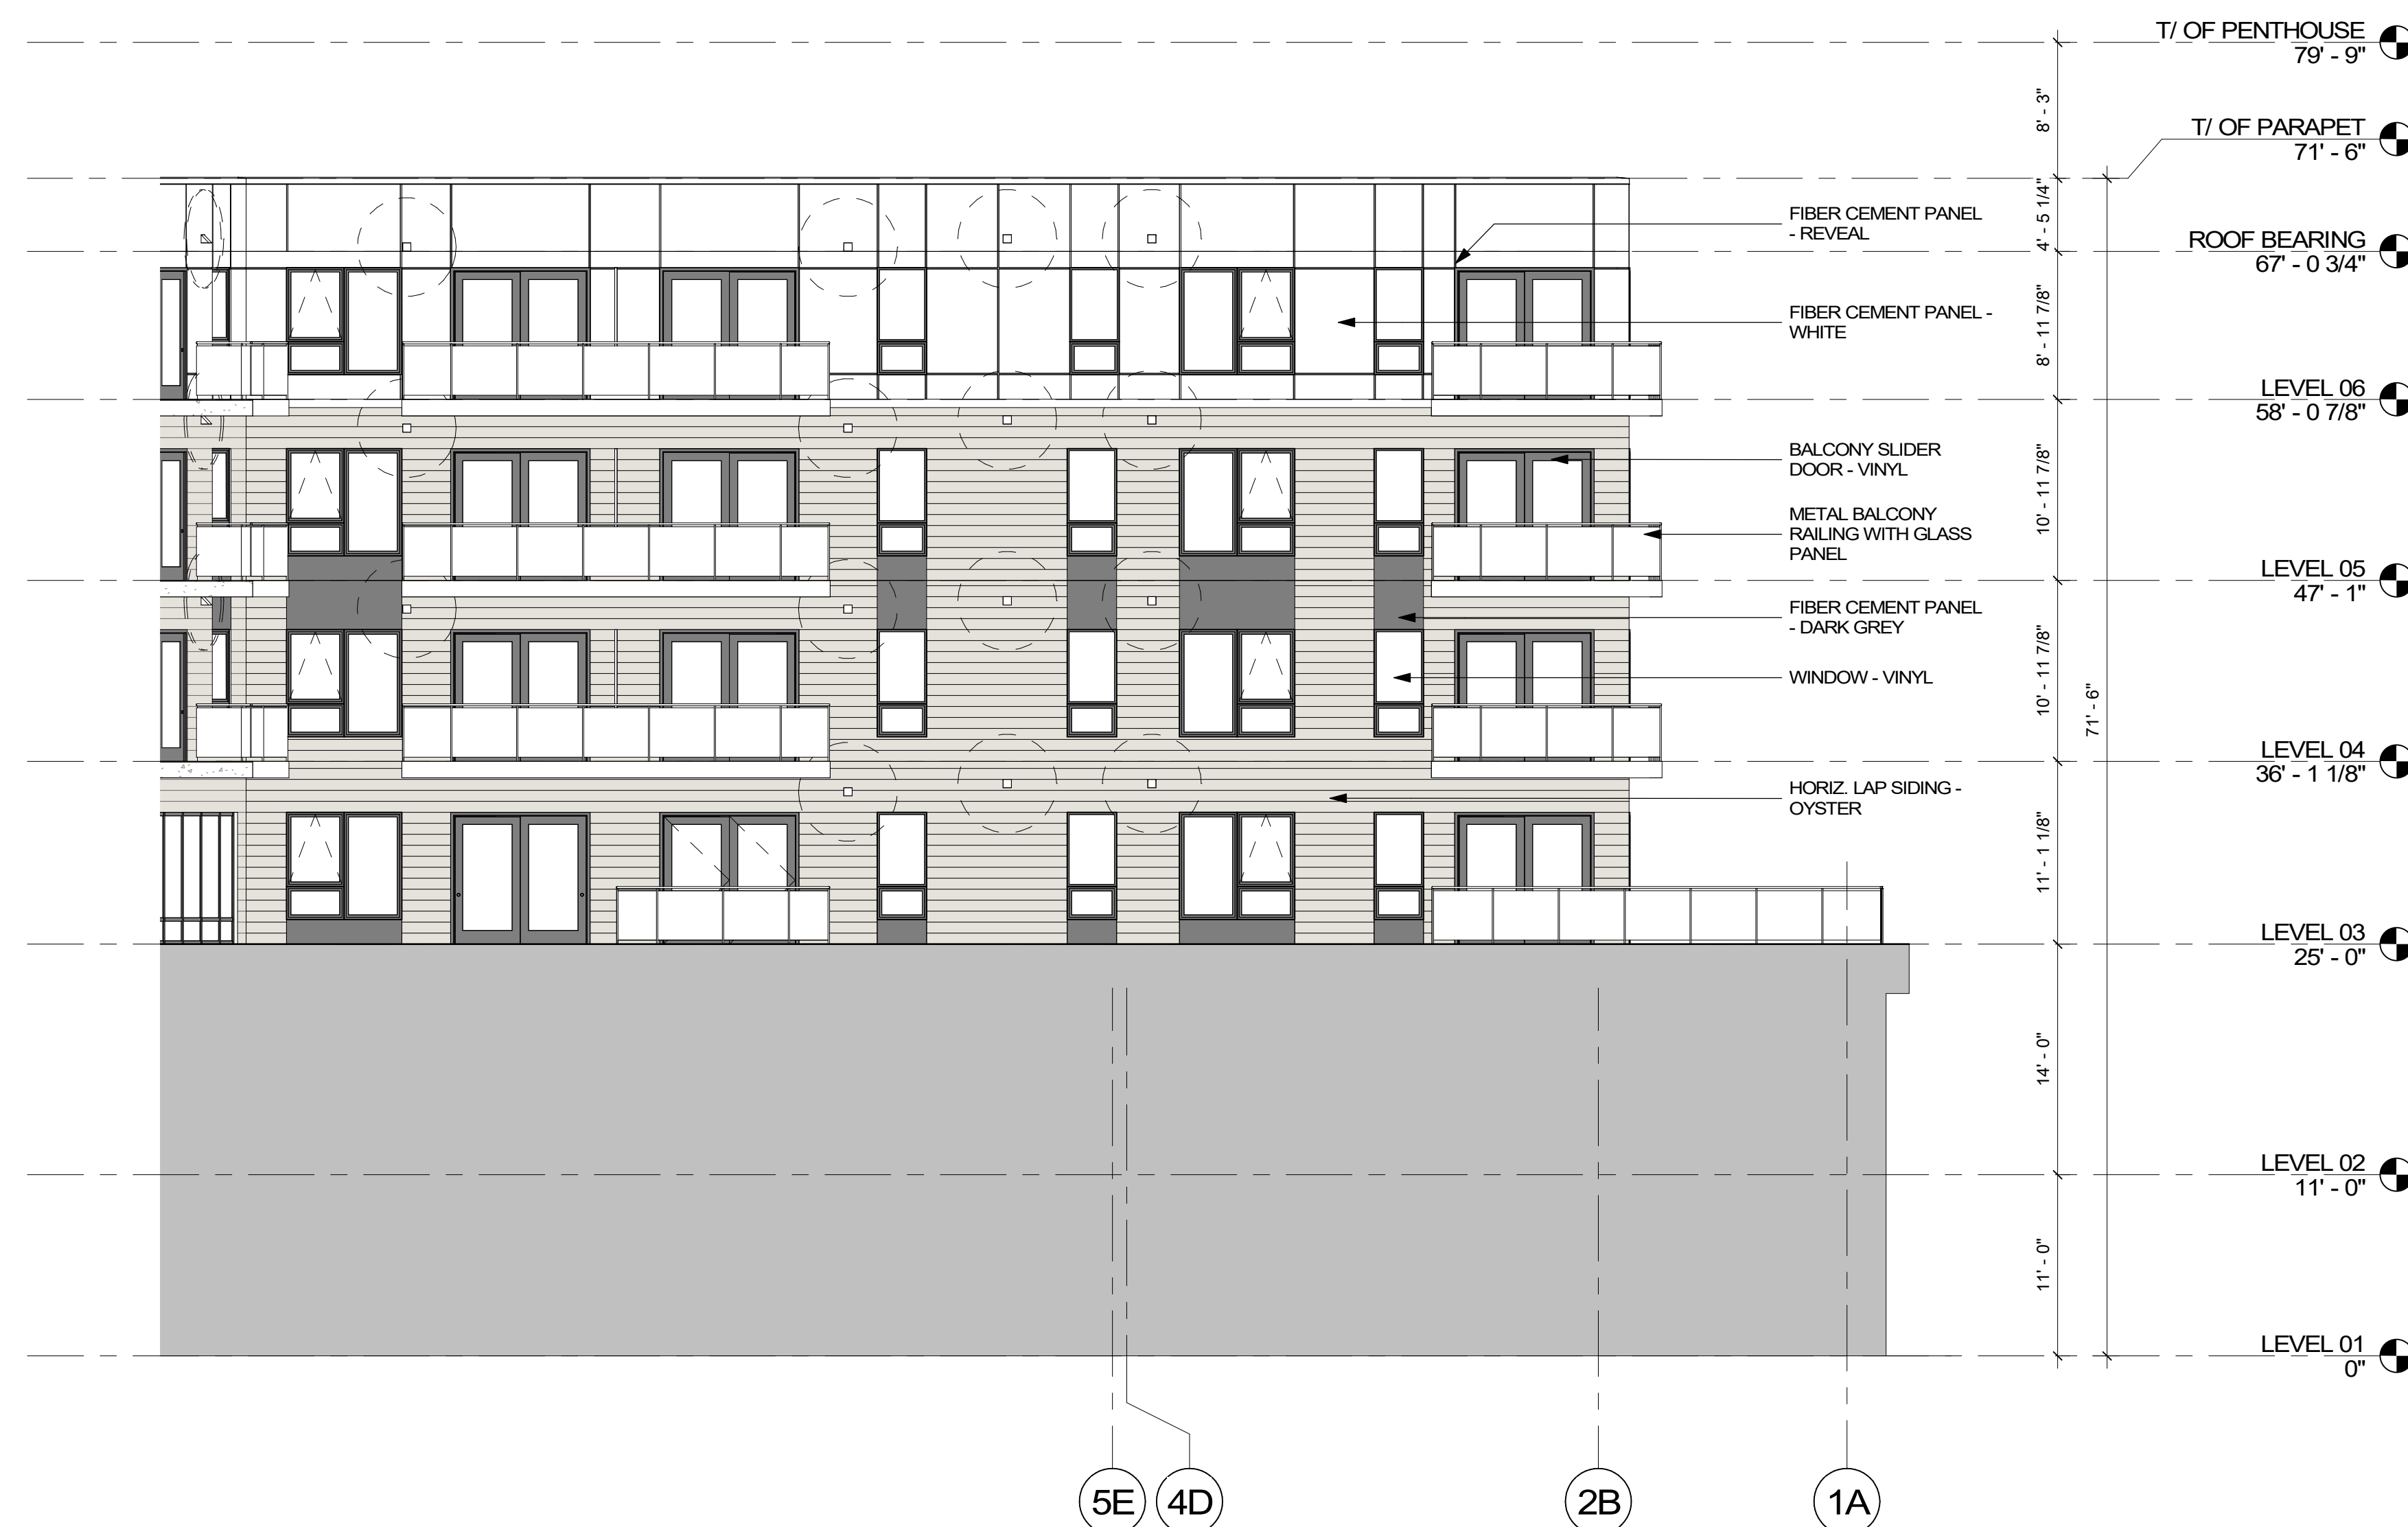 T/ OF PENTHOUSE
79' - 9"
8' - 3"
T/ OF PARAPET
71' - 6"
4' - 5 1/4"
FIBER CEMENT PANEL
- REVEAL
ROOF BEARING
67' - 0 3/4"
8' - 11 7/8"
FIBER CEMENT PANEL -
WHITE
LEVEL 06
58' - 0 7/8"
BALCONY SLIDER
DOOR - VINYL
10' - 11 7/8"
METAL BALCONY
RAILING WITH GLASS
PANEL
LEVEL 05
47' - 1"
FIBER CEMENT PANEL
- DARK GREY
10' - 11 7/8"
WINDOW - VINYL
71' - 6"
LEVEL 04
36' - 1 1/8"
HORIZ. LAP SIDING -
OYSTER
11' - 1 1/8"
LEVEL 03
25' - 0"
14' - 0"
LEVEL 02
11' - 0"
11' - 0"
LEVEL 01
0"
5E
4D
2B
1A